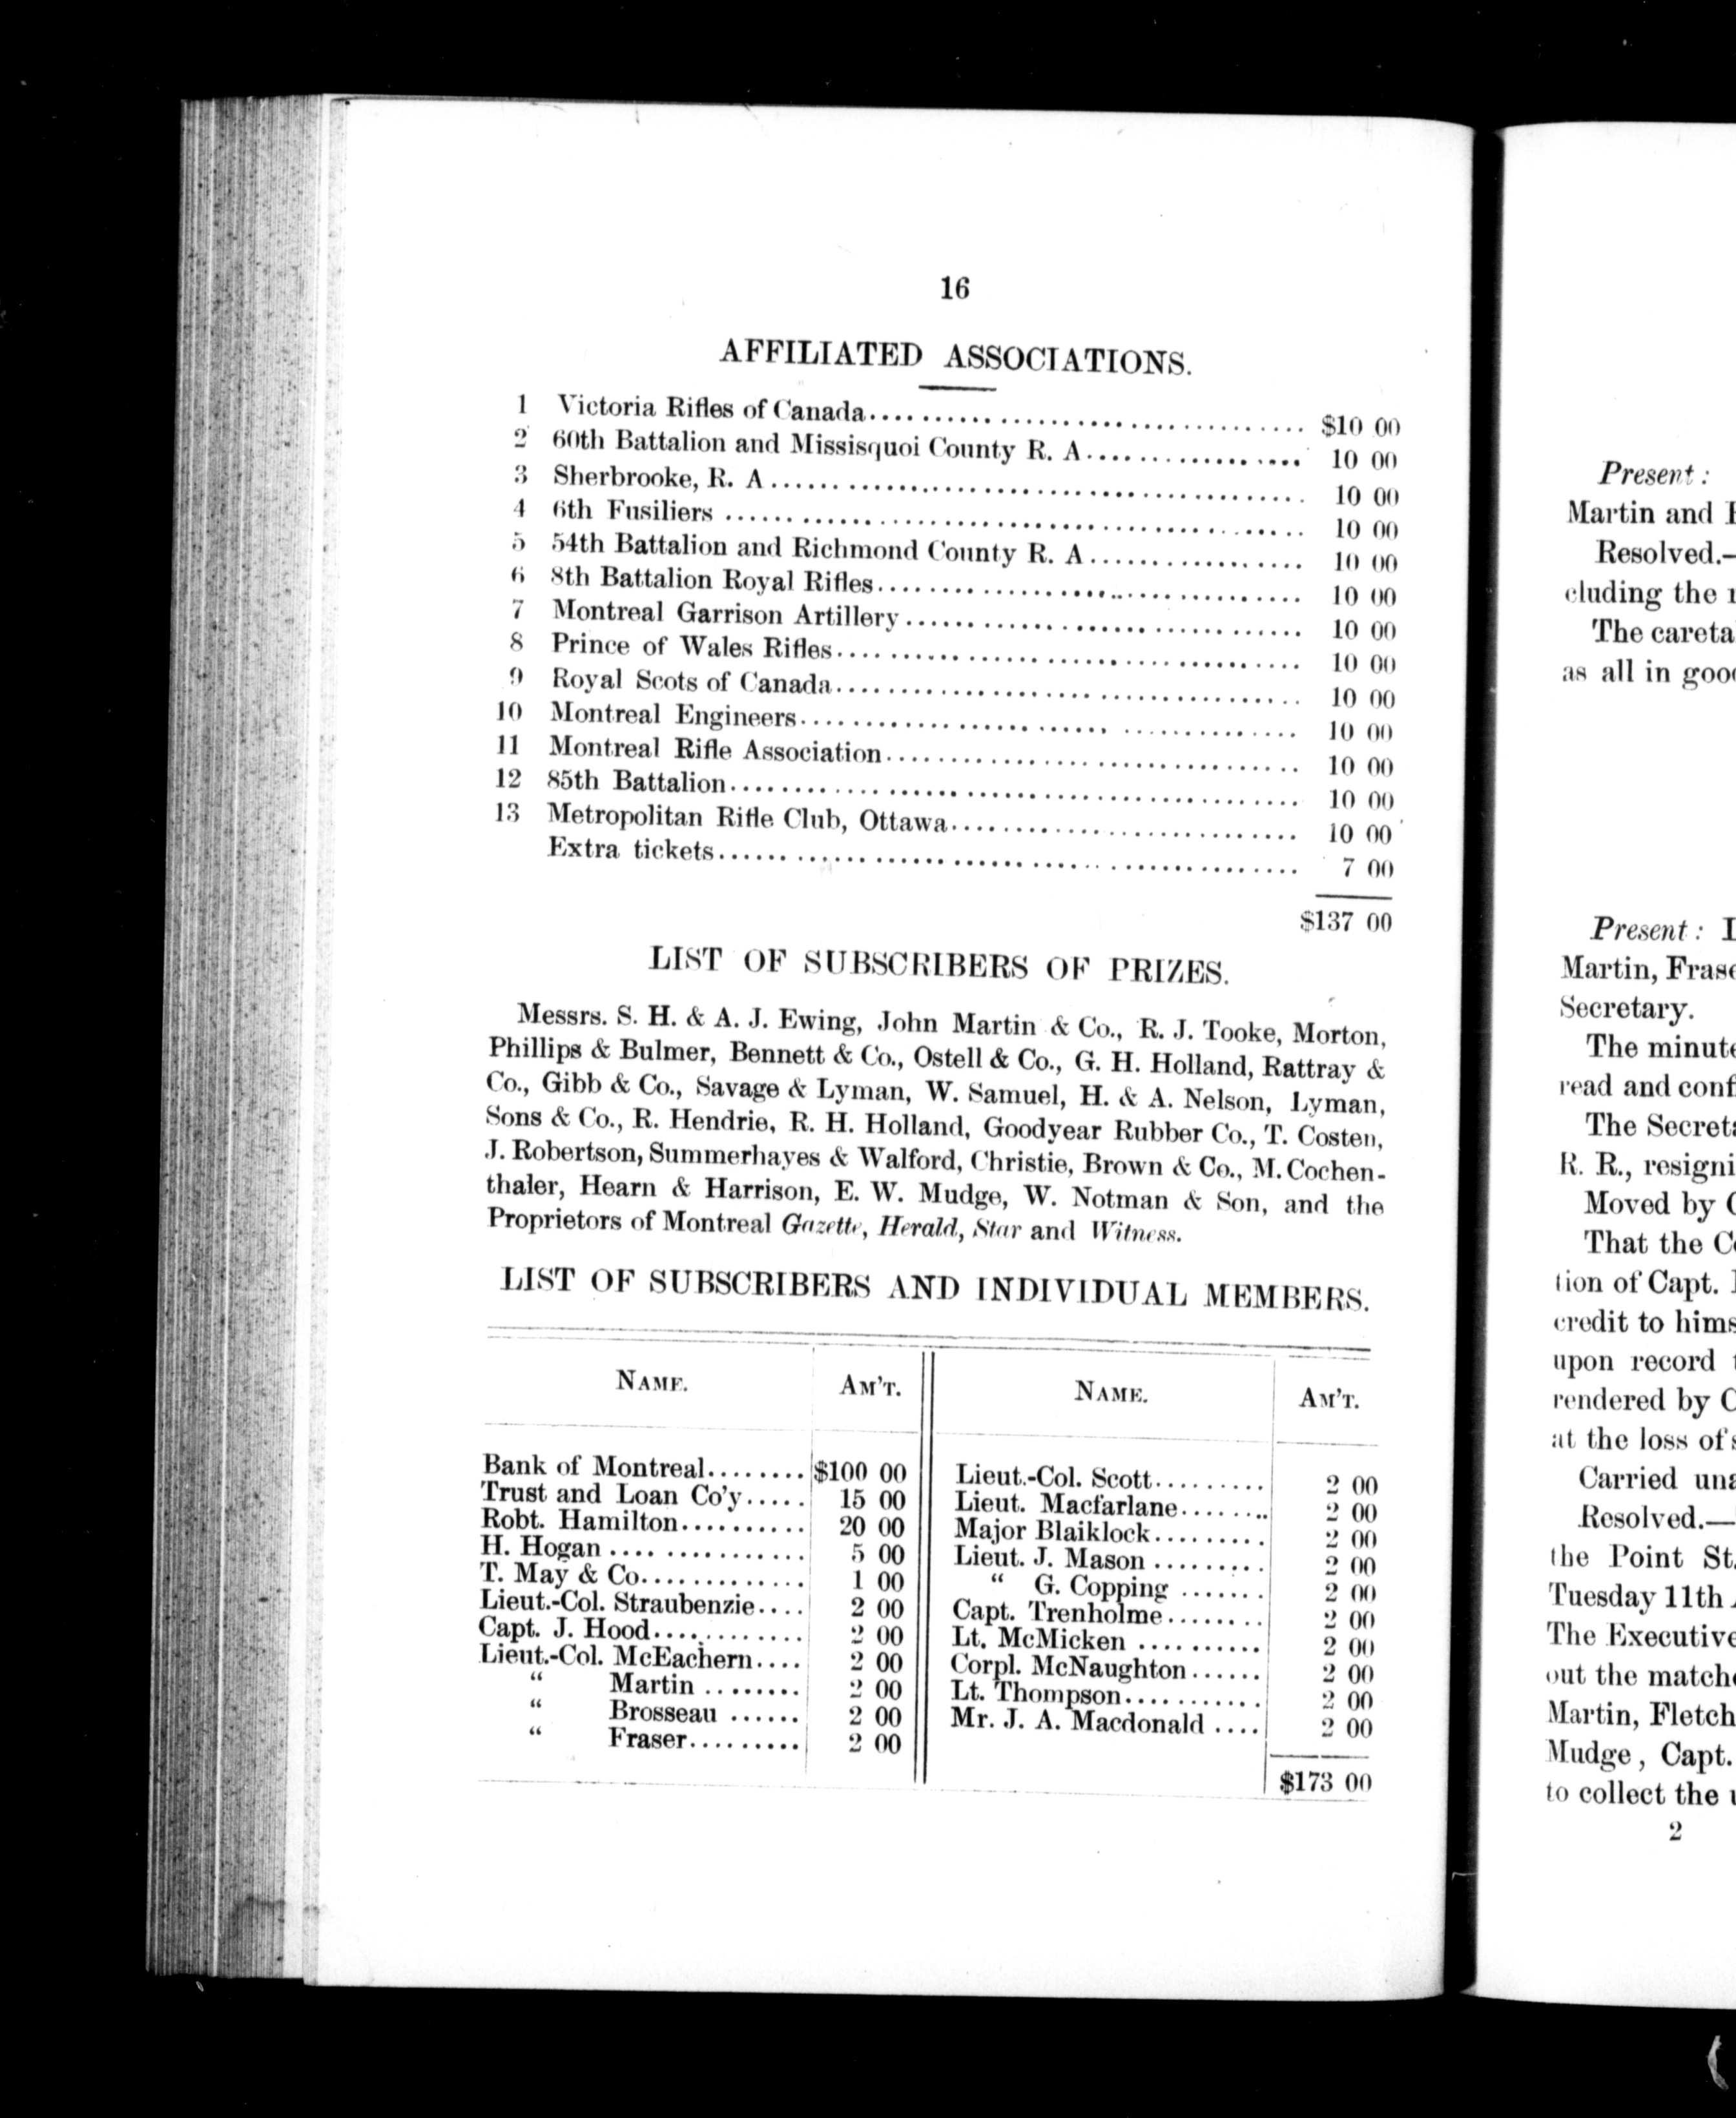 16
AFFILIATED ASSOCIATIONS.
1 Victoria Rifles of Canada........................................ $10 00
2 60th Battalion and Missisquoi County R. A.................. 10 00
3 Sherbrooke, R. A................................................ 10 00
4 6th Fusiliers .................................................... 10 00
5 54th Battalion and Richmond County R. A.................. 10 00
6 8th Battalion Royal Rifles...................................... 10 00
7 Montreal Garrison Artillery.................................... 10 00
8 Prince of Wales Rifles.......................................... 10 00
9 Royal Scots of Canada.......................................... 10 00
10 Montreal Engineers............................................ 10 00
11 Montreal Rifle Association.................................... 10 00
12 85th Battalion.................................................. 10 00
13 Metropolitan Rifle Club, Ottawa.............................. 10 00
Extra tickets.................................................... 7 00
$137 00
LIST OF SUBSCRIBERS OF PRIZES.
Messrs. S. H. & A. J. Ewing, John Martin & Co., R. J. Tooke, Morton,
Phillips & Bulmer, Bennett & Co., Ostell & Co., G. H. Holland, Rattray &
Co., Gibb & Co., Savage & Lyman, W. Samuel, H. & A. Nelson, Lyman,
Sons & Co., R. Hendrie, R. H. Holland, Goodyear Rubber Co., T. Costen,
J. Robertson, Summerhayes & Walford, Christie, Brown & Co., M. Cochen-
thaler, Hearn & Harrison, E. W. Mudge, W. Notman & Son, and the
Proprietors of Montreal Gazette, Herald, Star and Witness.
LIST OF SUBSCRIBERS AND INDIVIDUAL MEMBERS.
NAME. AM'T. NAME. AM'T.
Bank of Montreal........ $100 00 Lieut.-Col. Scott......... 2 00
Trust and Loan Co'y..... 15 00 Lieut. Macfarlane........ 2 00
Robt. Hamilton.......... 20 00 Major Blaiklock......... 2 00
H. Hogan ................ 5 00 Lieut. J. Mason ......... 2 00
T. May & Co............. 1 00 “ G. Copping ....... 2 00
Lieut.-Col. Straubenzie.... 2 00 Capt. Trenholme........ 2 00
Capt. J. Hood............ 2 00 Lt. McMicken .......... 2 00
Lieut.-Col. McEachern.... 2 00 Corpl. McNaughton...... 2 00
“ Martin ........ 2 00 Lt. Thompson........... 2 00
“ Brosseau ...... 2 00 Mr. J. A. Macdonald .... 2 00
“ Fraser......... 2 00
$173 00
Present :
Martin and
Resolved.—
cluding the
The careta
as all in goo
Present :
Martin, Frase
Secretary.
The minute
read and conf
The Secreta
R. R., resigni
Moved by
That the Co
tion of Capt.
credit to hims
upon record
rendered by C
at the loss of
Carried una
Resolved.—
the Point St.
Tuesday 11th
The Executive
out the matche
Martin, Fletch
Mudge, Capt.
to collect the
2